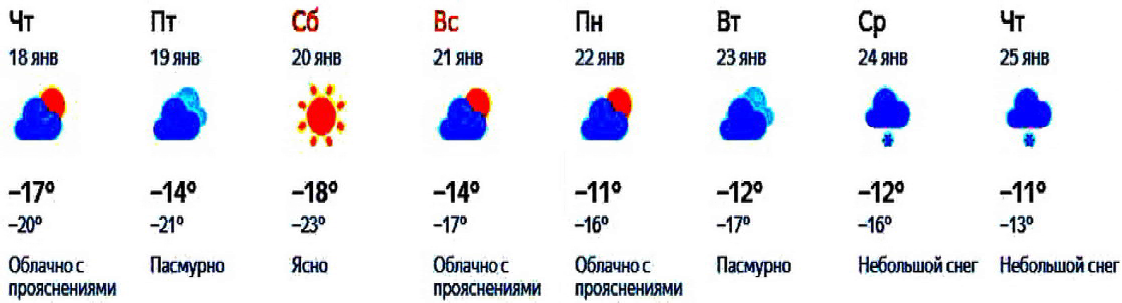 Чт Пт Сб Вс Пн Вт Ср Чт
18 янв 19 янв 20 янв 21 янв 22 янв 23 янв 24 янв 25 янв
–17° –14° –18° –14° –11° –12° –12° –11°
–20° –21° –23° –17° –16° –17° –16° –13°
Облачно с Пасмурно Ясно Облачно с Облачно с Пасмурно Небольшой снег Небольшой снег
прояснениями прояснениями прояснениями